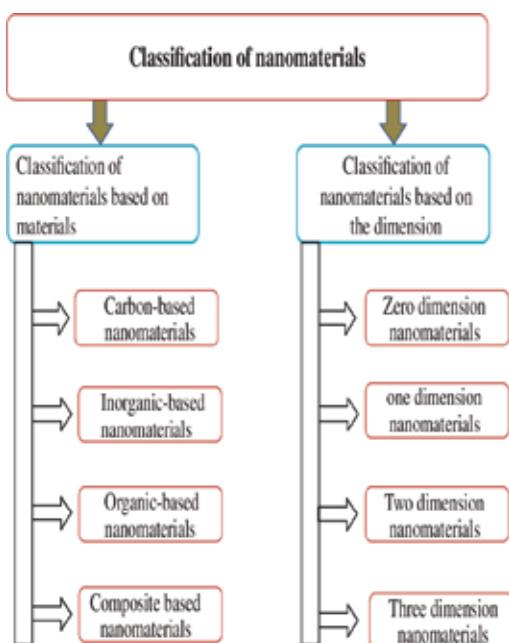 Classification of nanomaterials
Classification of
nanomaterials based on
materials
Carbon-based
nanomaterials
Inorganic-based
nanomaterials
Organic-based
nanomaterials
Composite based
nanomaterials
Classification of
nanomaterials based on
the dimension
Zero dimension
nanomaterials
one dimension
nanomaterials
Two dimension
nanomaterials
Three dimension
nanomaterials